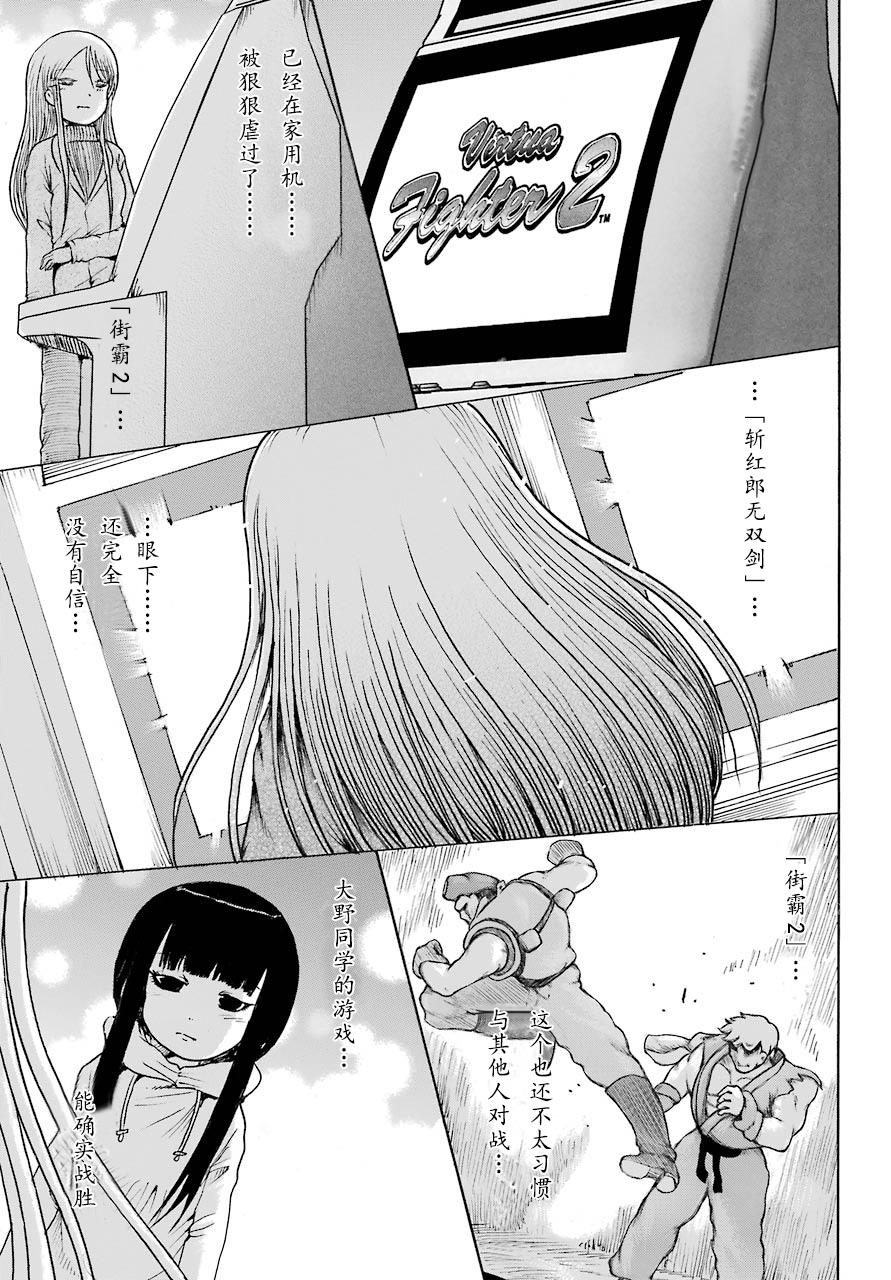 Virtua
Fighter 2
TM
已经在家用机……
被狠狠虐过了……
「街霸2」…
…「斩红郎无双剑」…
…眼下……
还完全
没有自信…
「街霸2」…
这个也还不太习惯
与其他人对战…
大野同学的游戏…
能确实战胜